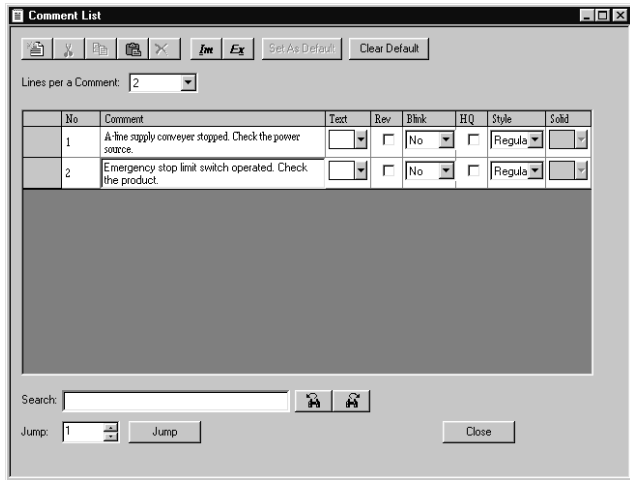 Comment List
Im Ex Set As Default Clear Default
Lines per a Comment: 2
No Comment Text Rev Blink HQ Style Solid
1 A-line supply conveyer stopped. Check the power
source.
No Regula
2 Emergency stop limit switch operated. Check
the product.
No Regula
Search:
Jump: 1 Jump Close